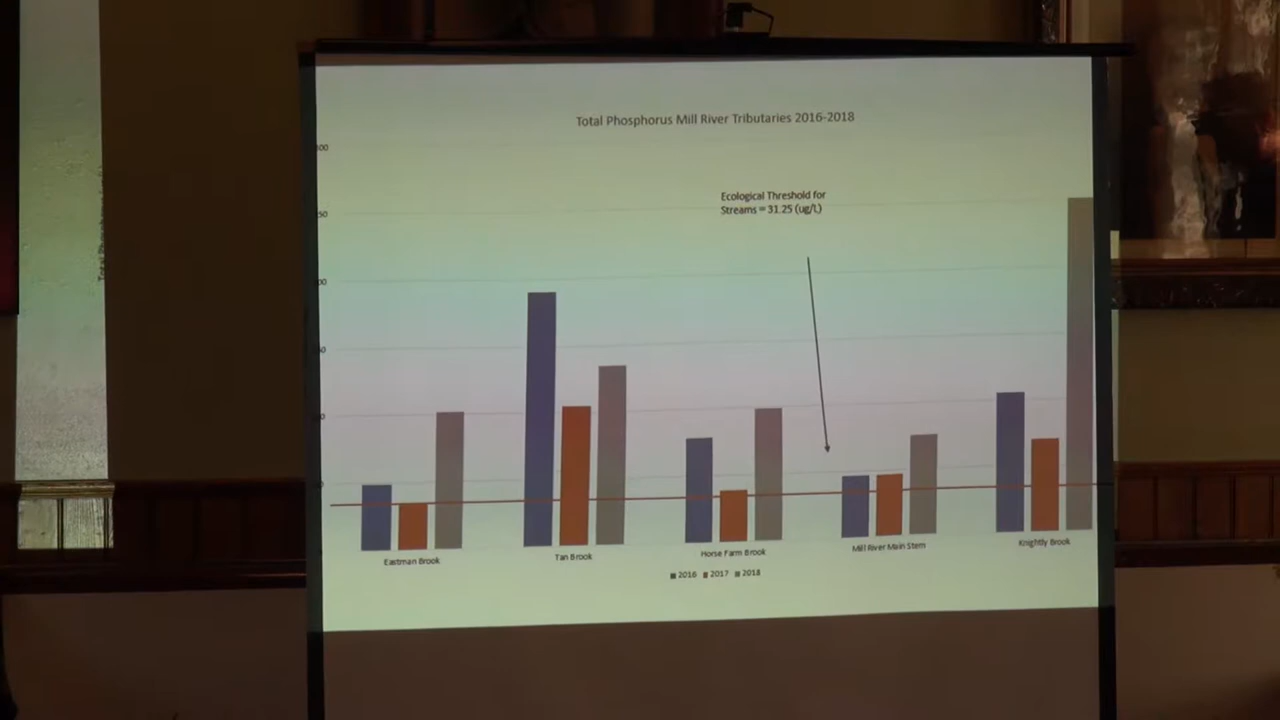 Total Phosphorus Mill River Tributaries 2016-2018
Ecological Threshold for
Streams = 31.25 (ug/L)
Eastman Brook
Tan Brook
Horse Farm Brook
Mill River Main Stem
Knightly Brook
2016 2017 2018